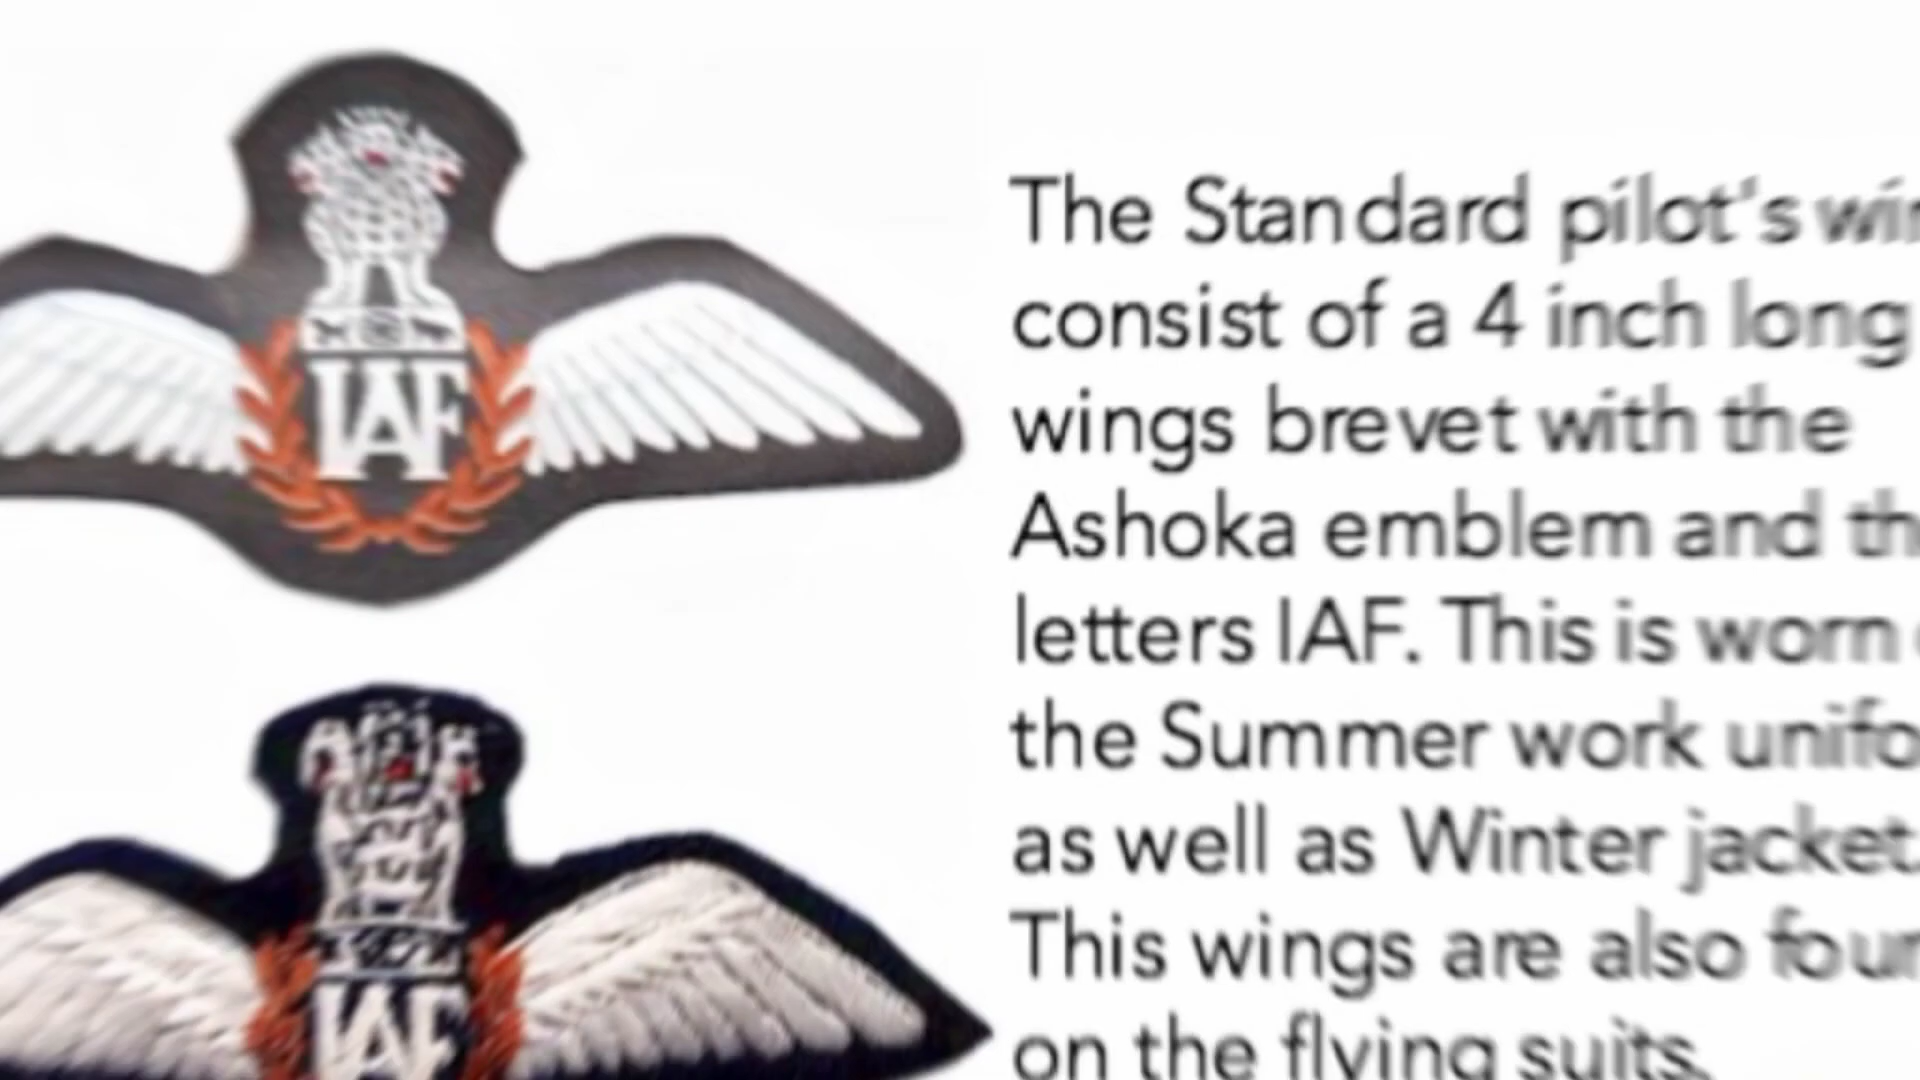 IAF
The Standard pilot's
consist of a 4 inch long
wings brevet with the
Ashoka emblem and
letters IAF. This is worn
the Summer work
as well as Winter jacket.
This wings are also
on the flying suits.
IAF